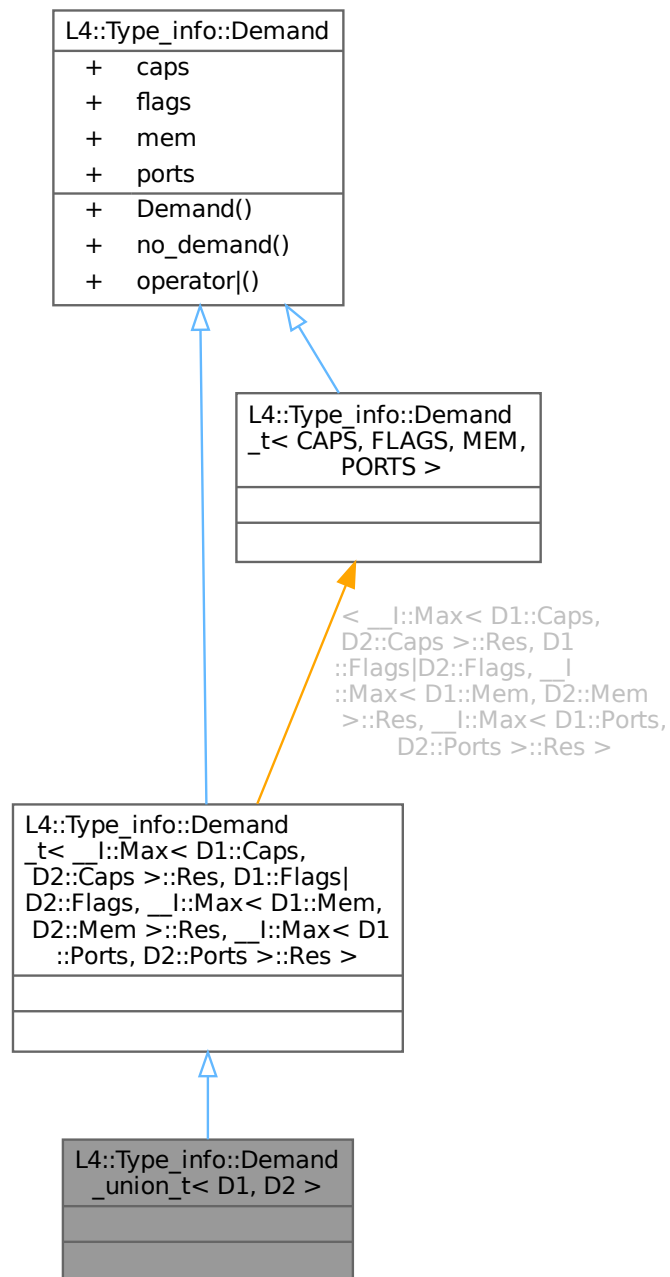 L4::Type_info::Demand
+ caps
+ flags
+ mem
+ ports
+ Demand()
+ no_demand()
+ operator|()
L4::Type_info::Demand
_t< CAPS, FLAGS, MEM,
PORTS >
< __I::Max< D1::Caps,
D2::Caps >::Res, D1
::Flags|D2::Flags, __I
::Max< D1::Mem, D2::Mem
>::Res, __I::Max< D1::Ports,
D2::Ports >::Res >
L4::Type_info::Demand
_t< __I::Max< D1::Caps,
D2::Caps >::Res, D1::Flags|
D2::Flags, __I::Max< D1::Mem,
D2::Mem >::Res, __I::Max< D1
::Ports, D2::Ports >::Res >
L4::Type_info::Demand
_union_t< D1, D2 >